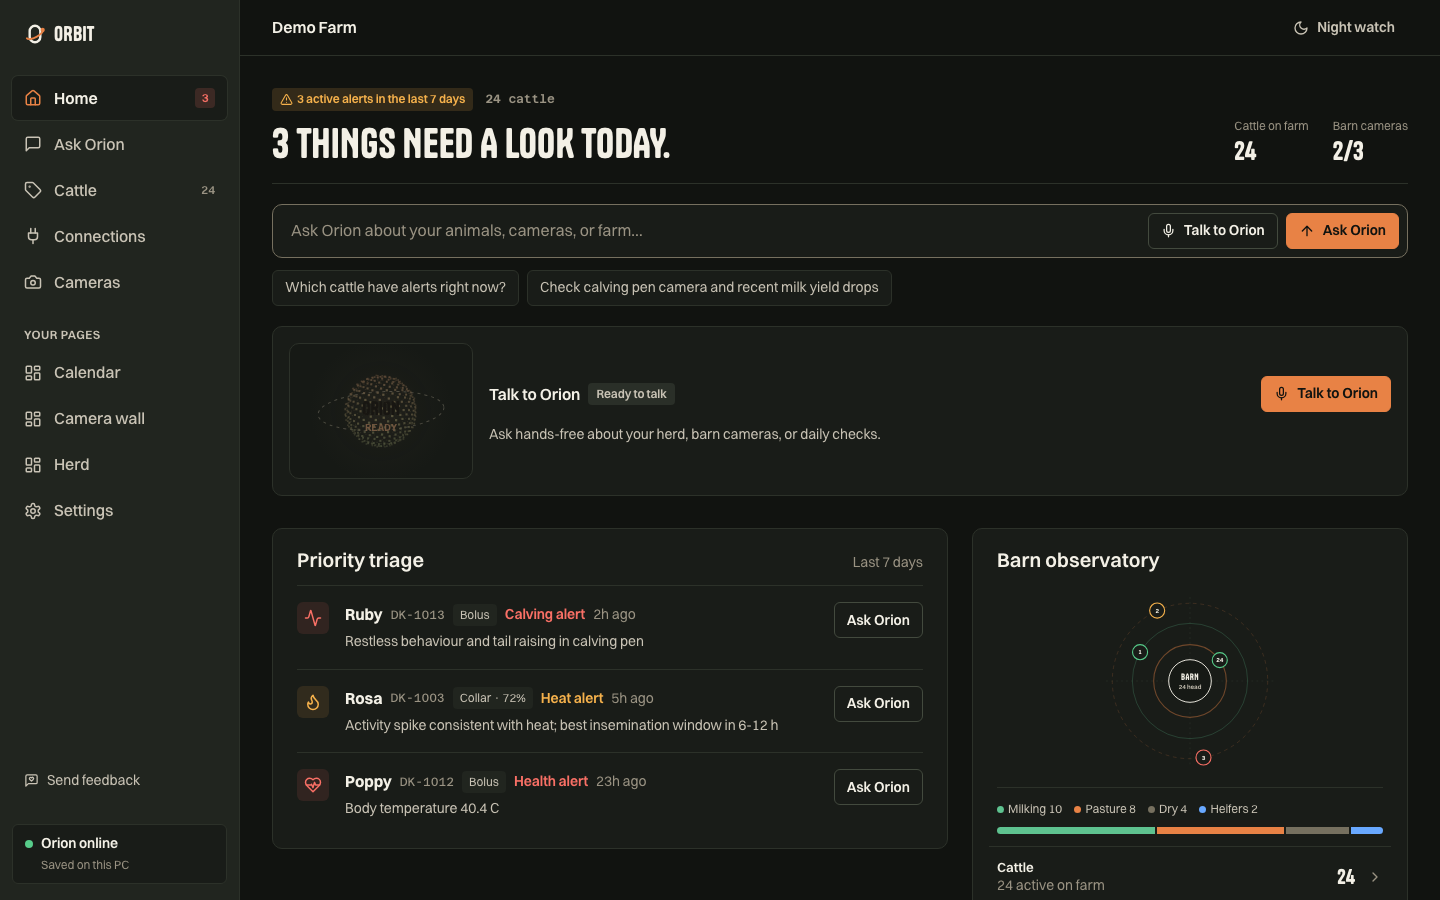 ORBIT
Home 3
Ask Orion
Cattle 24
Connections
Cameras
YOUR PAGES
Calendar
Camera wall
Herd
Settings
Send feedback
Orion online
Saved on this PC
Demo Farm
Night watch
3 active alerts in the last 7 days 24 cattle
3 THINGS NEED A LOOK TODAY.
Cattle on farm
24
Barn cameras
2/3
Ask Orion about your animals, cameras, or farm...
Talk to Orion
Ask Orion
Which cattle have alerts right now?
Check calving pen camera and recent milk yield drops
READY
Talk to Orion Ready to talk
Ask hands-free about your herd, barn cameras, or daily checks.
Talk to Orion
Priority triage
Last 7 days
Ruby DK-1013 Bolus Calving alert 2h ago
Restless behaviour and tail raising in calving pen
Ask Orion
Rosa DK-1003 Collar · 72% Heat alert 5h ago
Activity spike consistent with heat; best insemination window in 6-12 h
Ask Orion
Poppy DK-1012 Bolus Health alert 23h ago
Body temperature 40.4 C
Ask Orion
Barn observatory
2
1
24
BARN
24 head
3
Milking 10 Pasture 8 Dry 4 Heifers 2
Cattle
24 active on farm
24